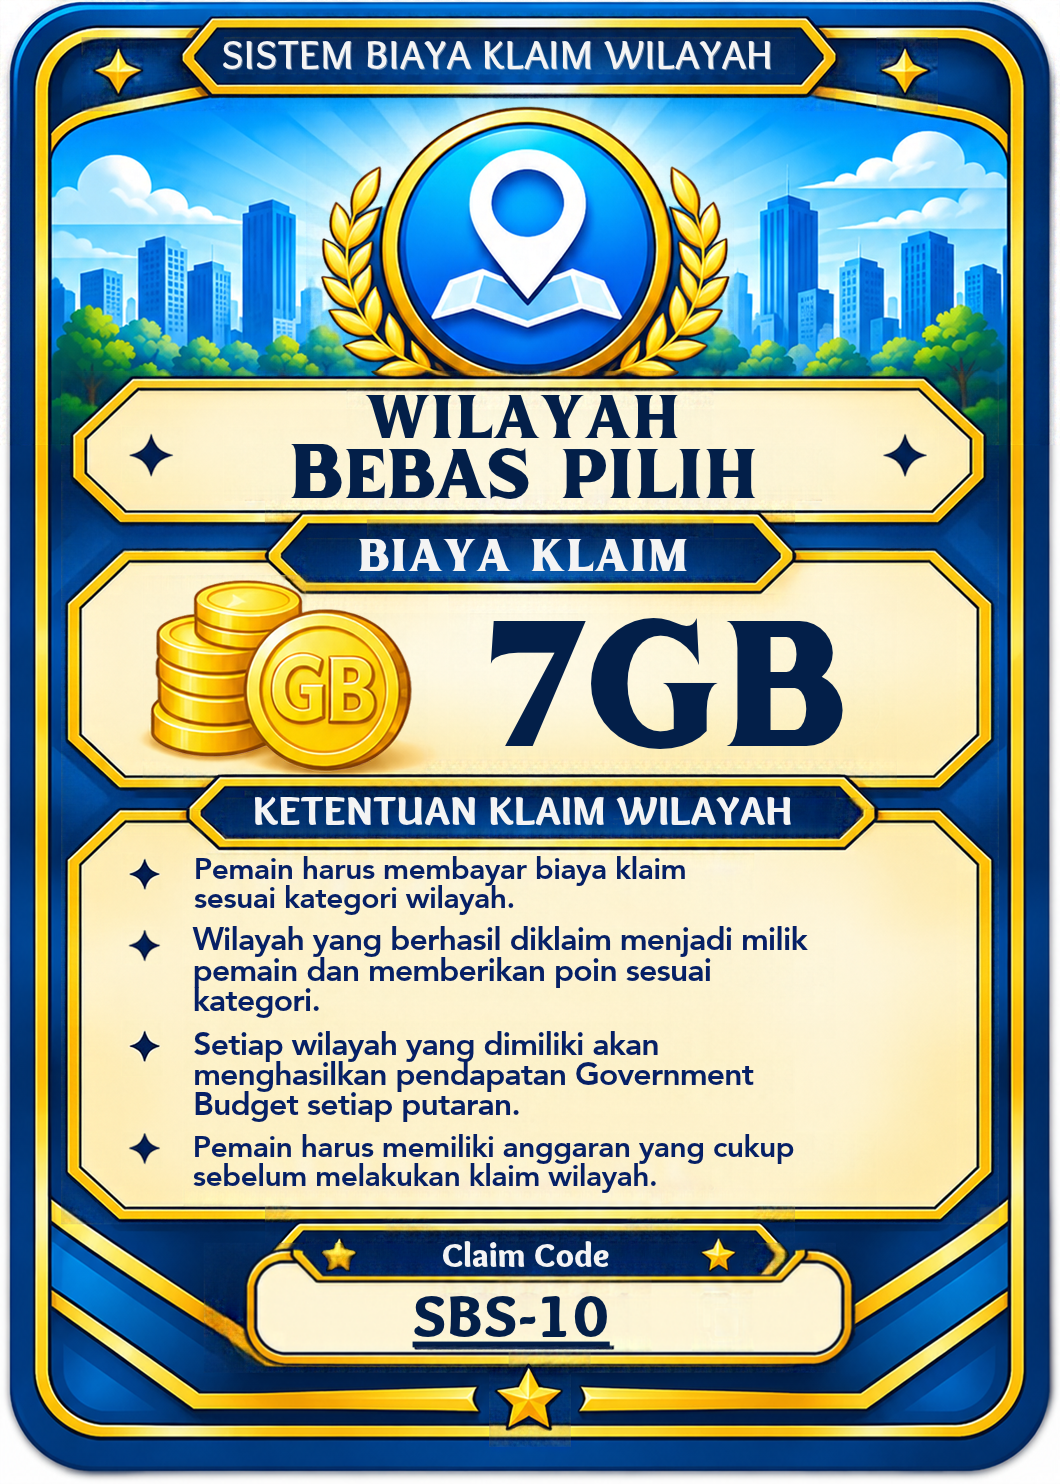 SISTEM BIAYA KLAIM WILAYAH
WILAYAH
BEBAS PILIH
BIAYA KLAIM
GB
7GB
KETENTUAN KLAIM WILAYAH
Pemain harus membayar biaya klaim
sesuai kategori wilayah.
Wilayah yang berhasil diklaim menjadi milik
pemain dan memberikan poin sesuai
kategori.
Setiap wilayah yang dimiliki akan
menghasilkan pendapatan Government
Budget setiap putaran.
Pemain harus memiliki anggaran yang cukup
sebelum melakukan klaim wilayah.
Claim Code
SBS-10